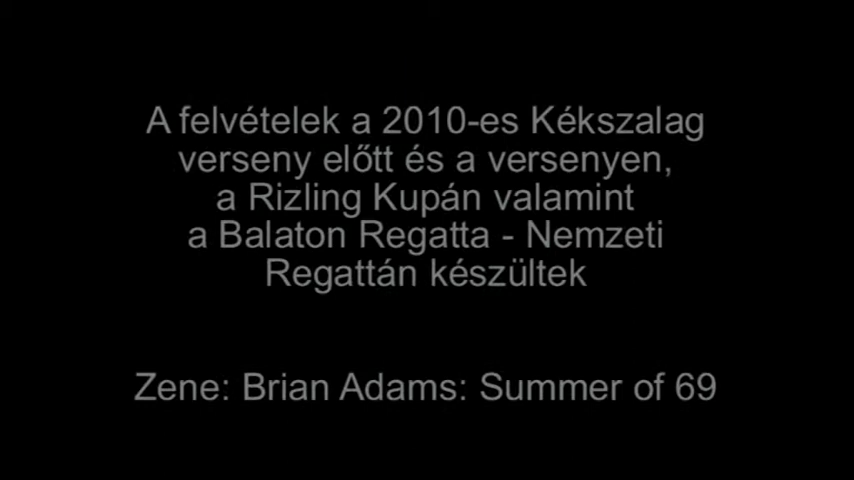 A felvételek a 2010-es Kékszalag
verseny előtt és a versenyen,
a Rizling Kupán valamint
a Balaton Regatta - Nemzeti
Regattán készültek
Zene: Brian Adams: Summer of 69